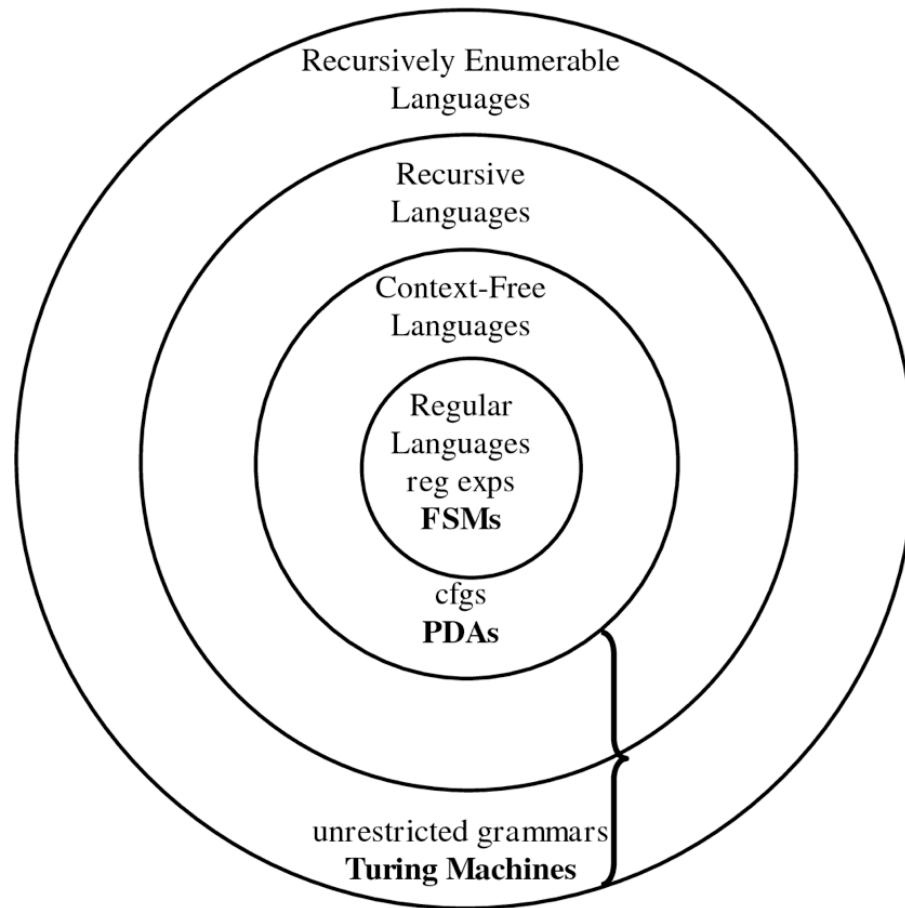 Recursively Enumerable
Languages
Recursive
Languages
Context-Free
Languages
Regular
Languages
reg exps
FSMs
cfgs
PDAs
unrestricted grammars
Turing Machines